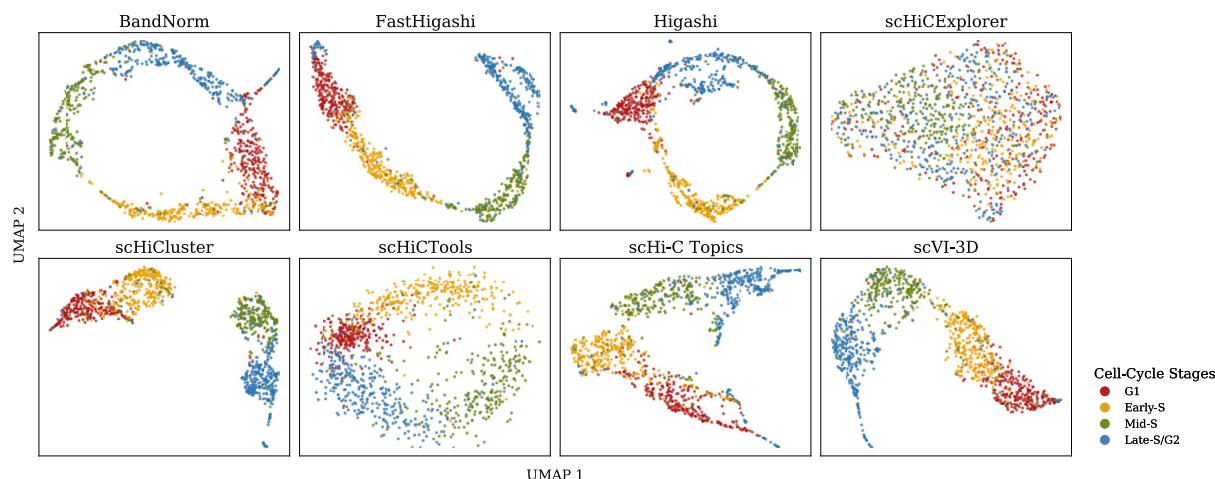 BandNorm
FastHigashi
Higashi
scHiCExplorer
scHiCluster
scHiCTools
scHi-C Topics
scVI-3D
UMAP 2
UMAP 1
Cell-Cycle Stages
G1
Early-S
Mid-S
Late-S/G2